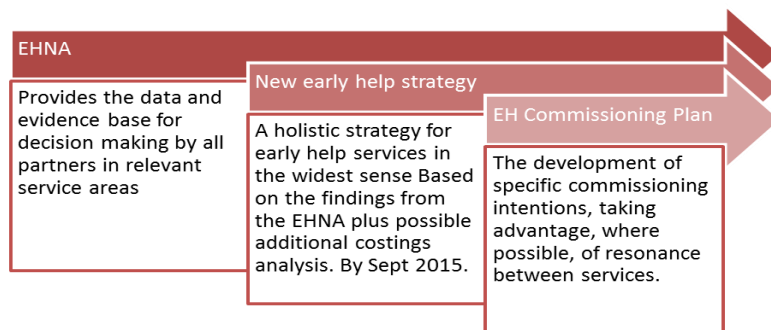 EHNA
Provides the data and
evidence base for
decision making by all
partners in relevant
service areas
New early help strategy
A holistic strategy for
early help services in
the widest sense Based
on the findings from
the EHNA plus possible
additional costings
analysis. By Sept 2015.
EH Commissioning Plan
The development of
specific commissioning
intentions, taking
advantage, where
possible, of resonance
between services.